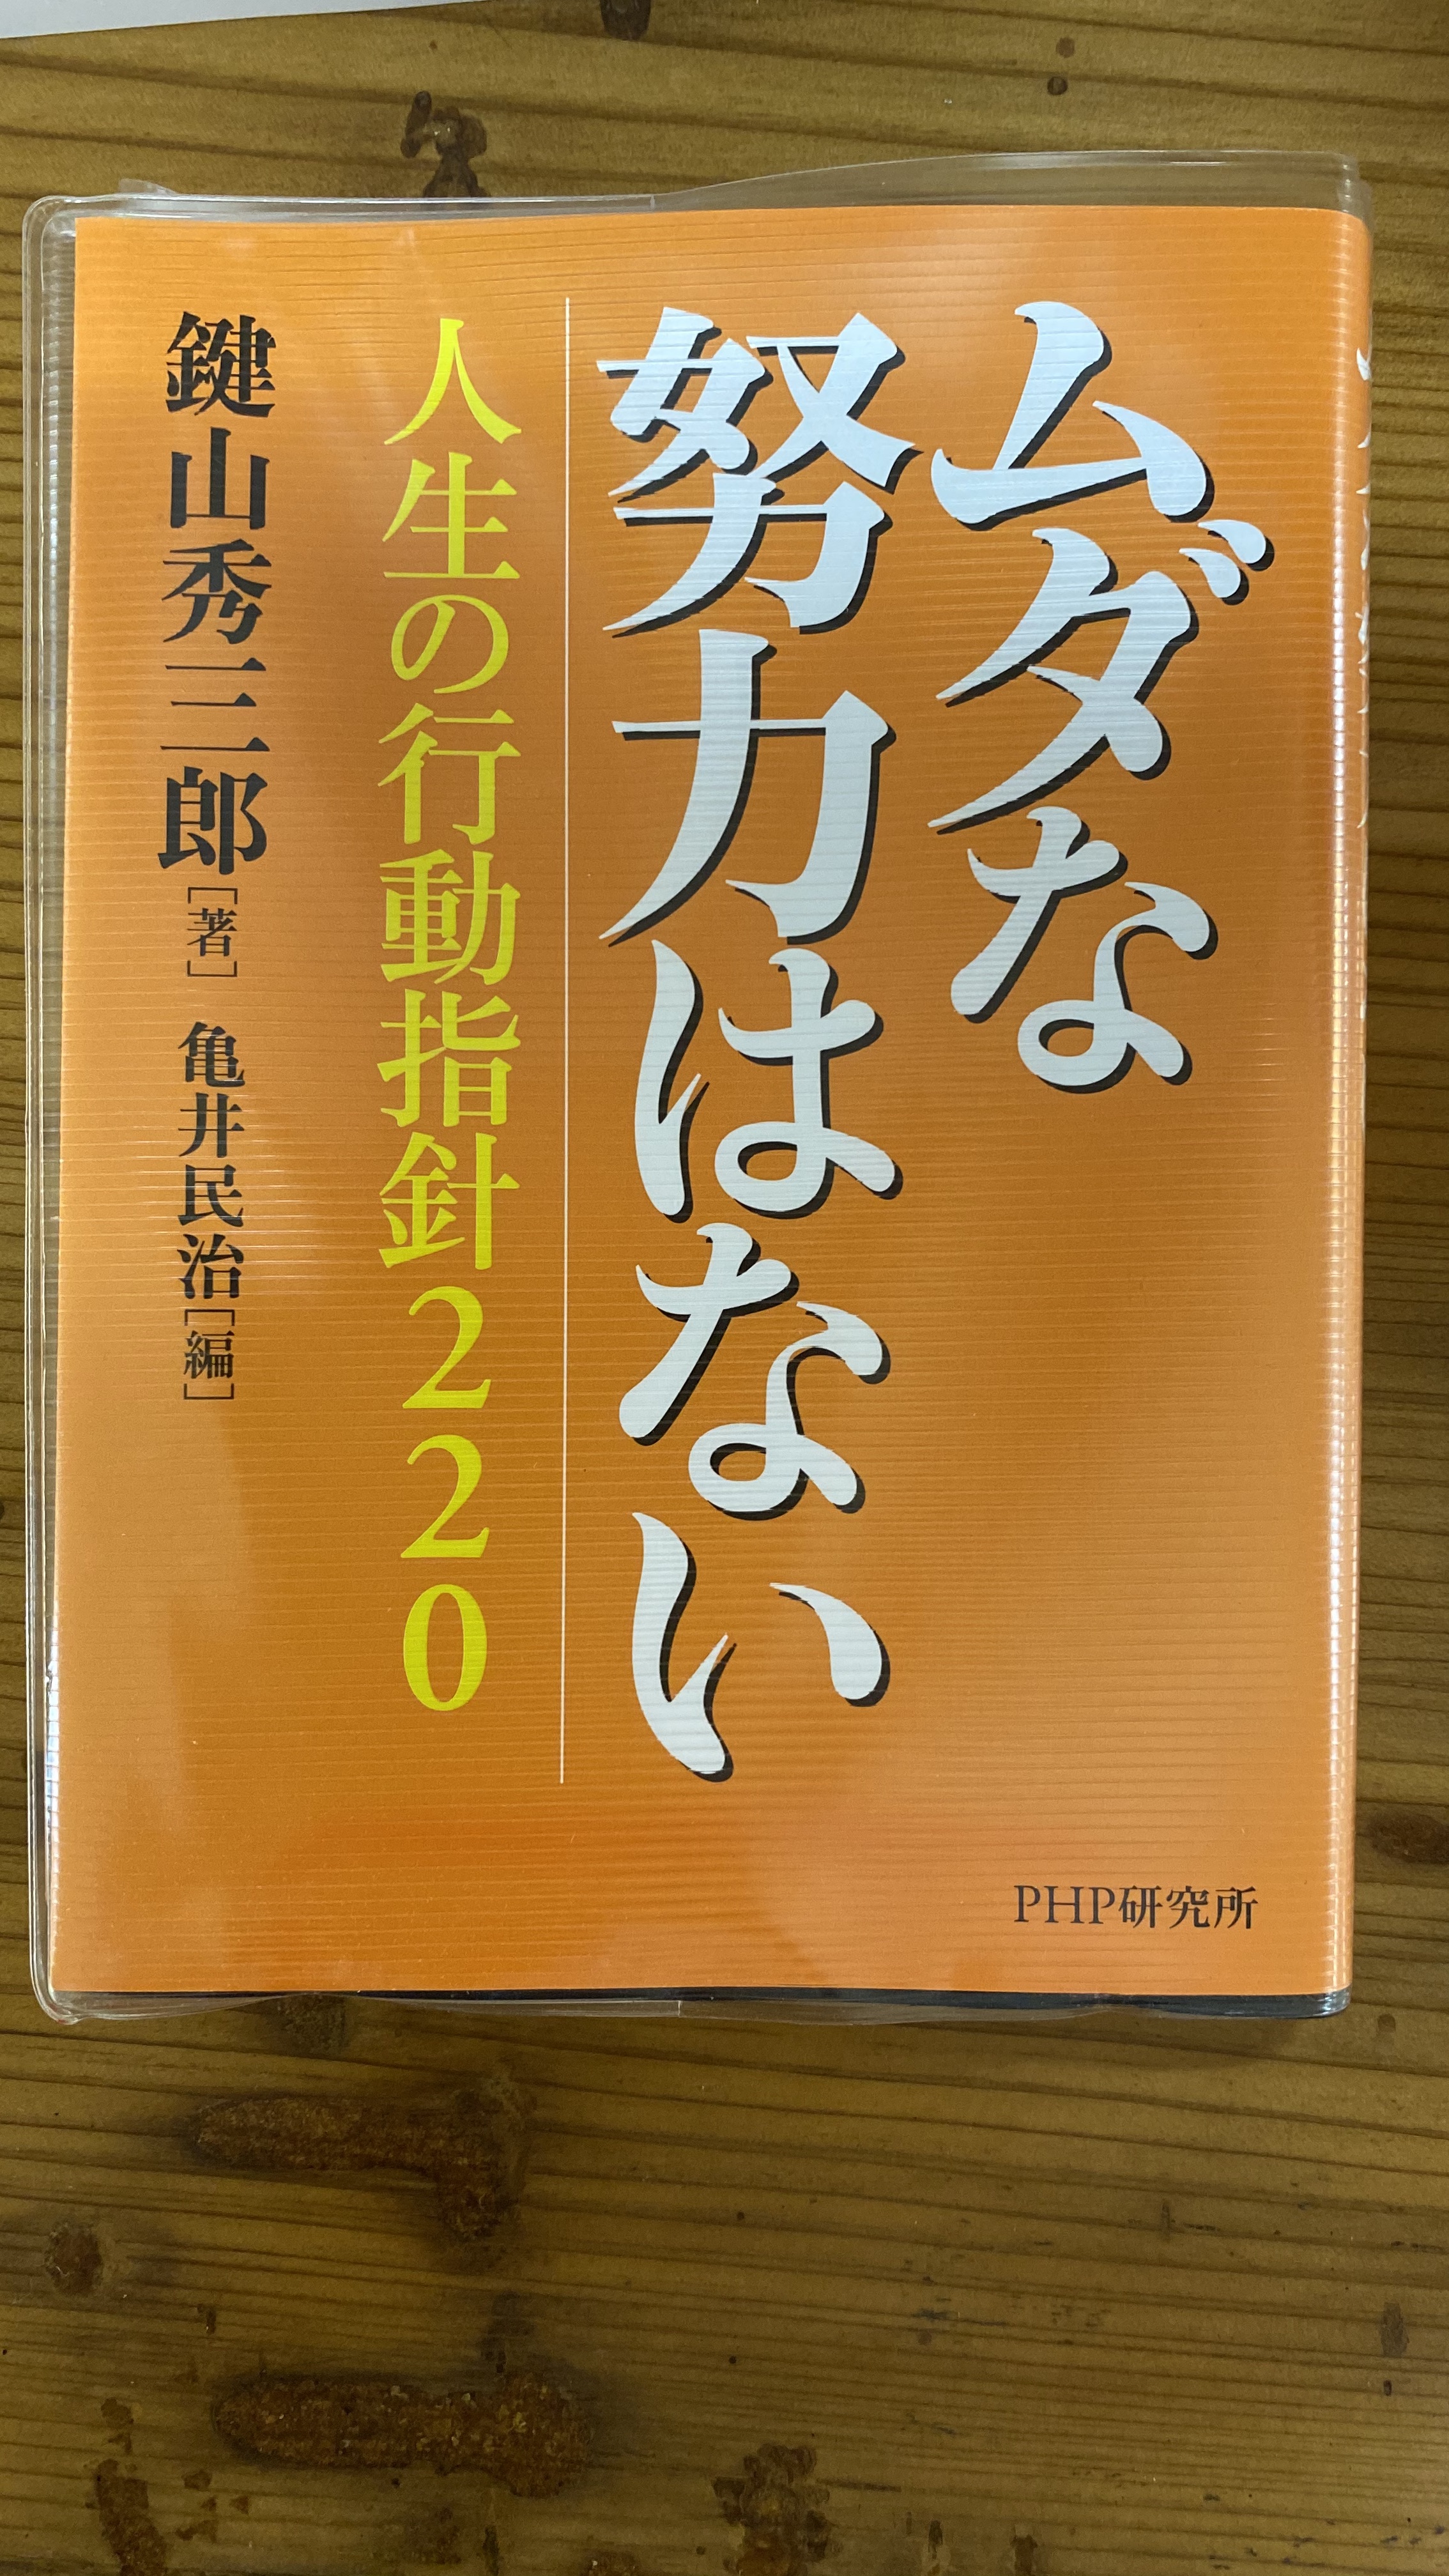 ムダな
努力はない
人生の行動指針220
鍵山秀三郎[著] 亀井民治[編]
PHP研究所